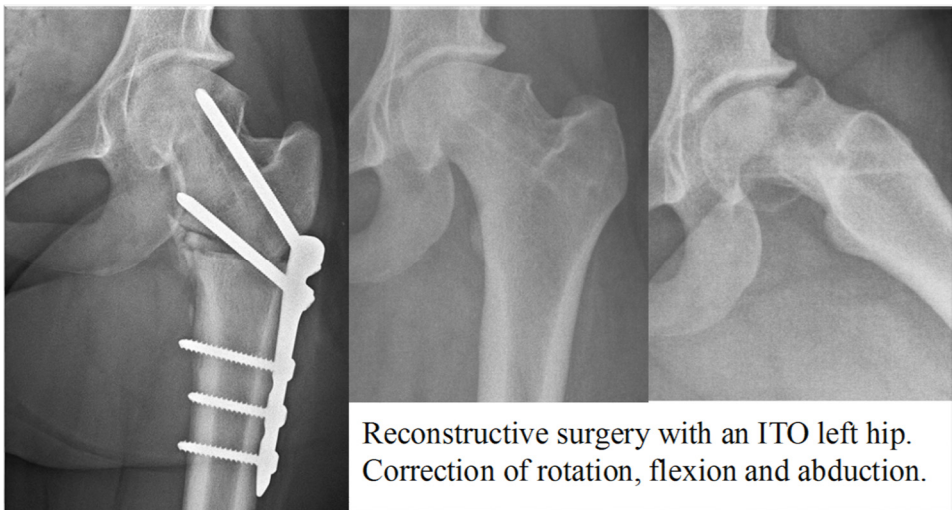 Reconstructive surgery with an ITO left hip.
Correction of rotation, flexion and abduction.